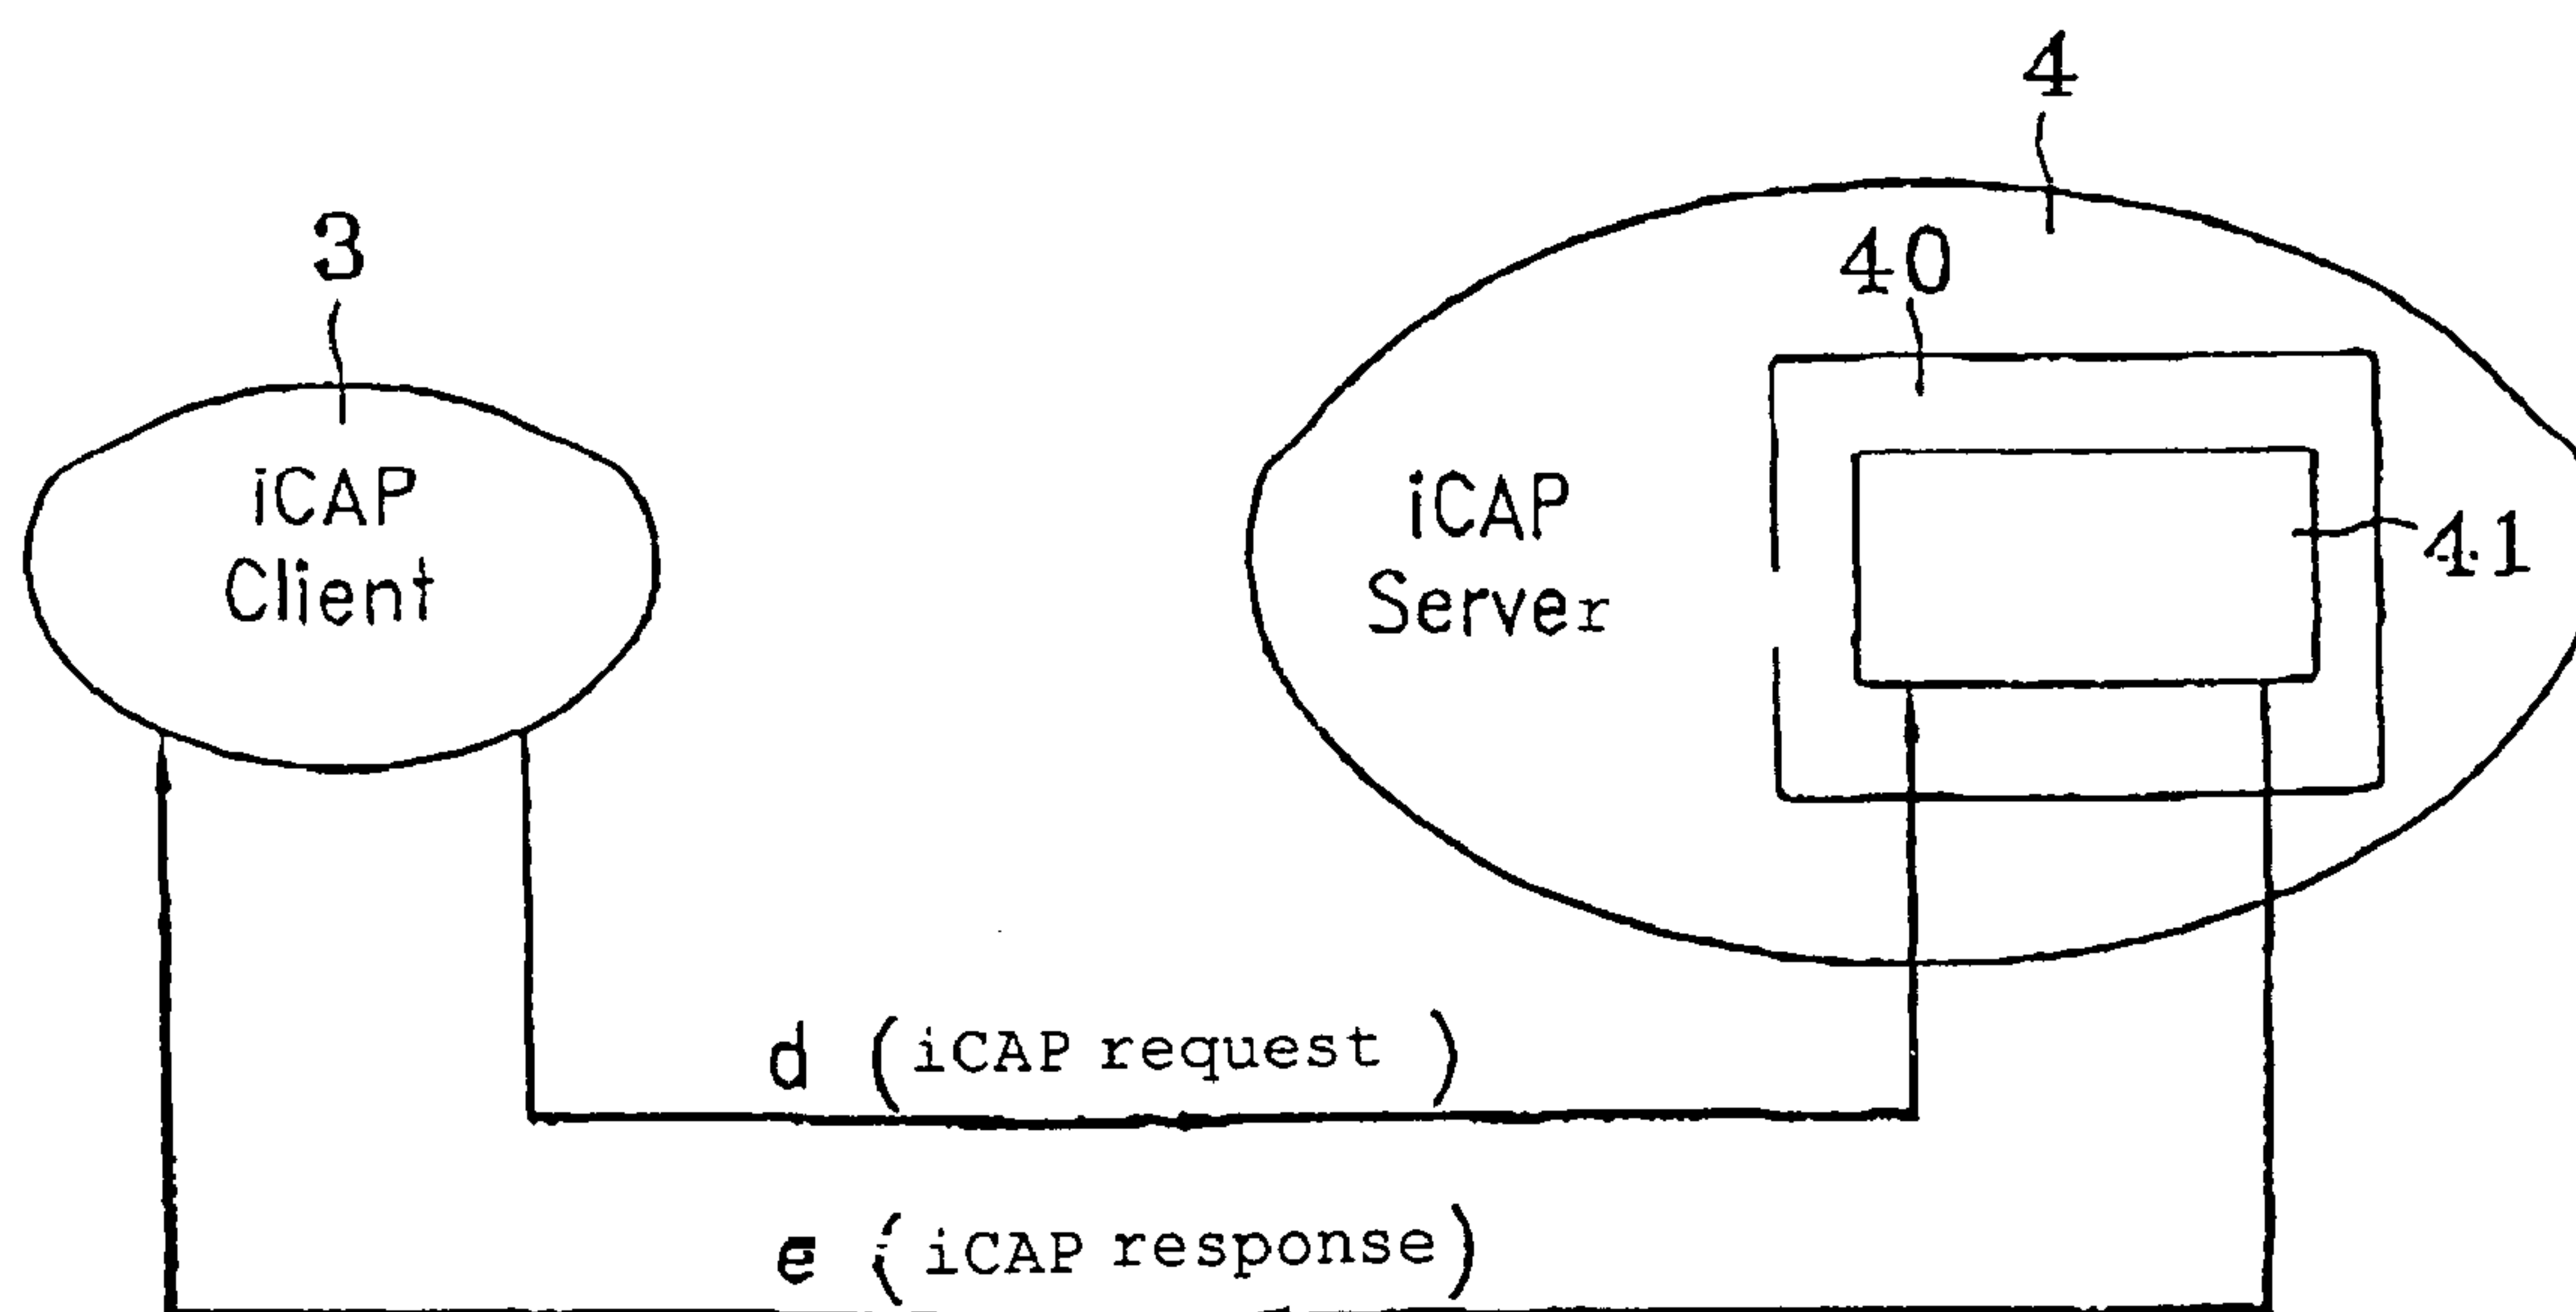 4
3
40
iCAP
Client
iCAP
Server
41
d (iCAP request )
e (iCAP response)